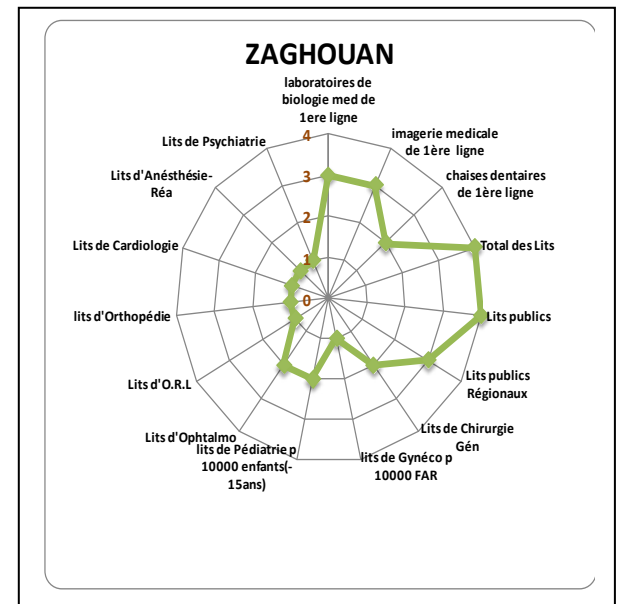 ZAGHOUAN
laboratoires de
biologie med de
1ere ligne
imagerie medicale
de 1ère ligne
chaises dentaires
de 1ère ligne
Total des Lits
Lits publics
Lits publics
Régionaux
Lits de Chirurgie
Gén
lits de Gynéco p
10000 FAR
lits de Pédiatrie p
10000 enfants(-
15ans)
Lits d'Ophtalmo
Lits d'O.R.L
lits d'Orthopédie
Lits de Cardiologie
Lits d'Anésthésie-
Réa
Lits de Psychiatrie
4
3
2
1
0